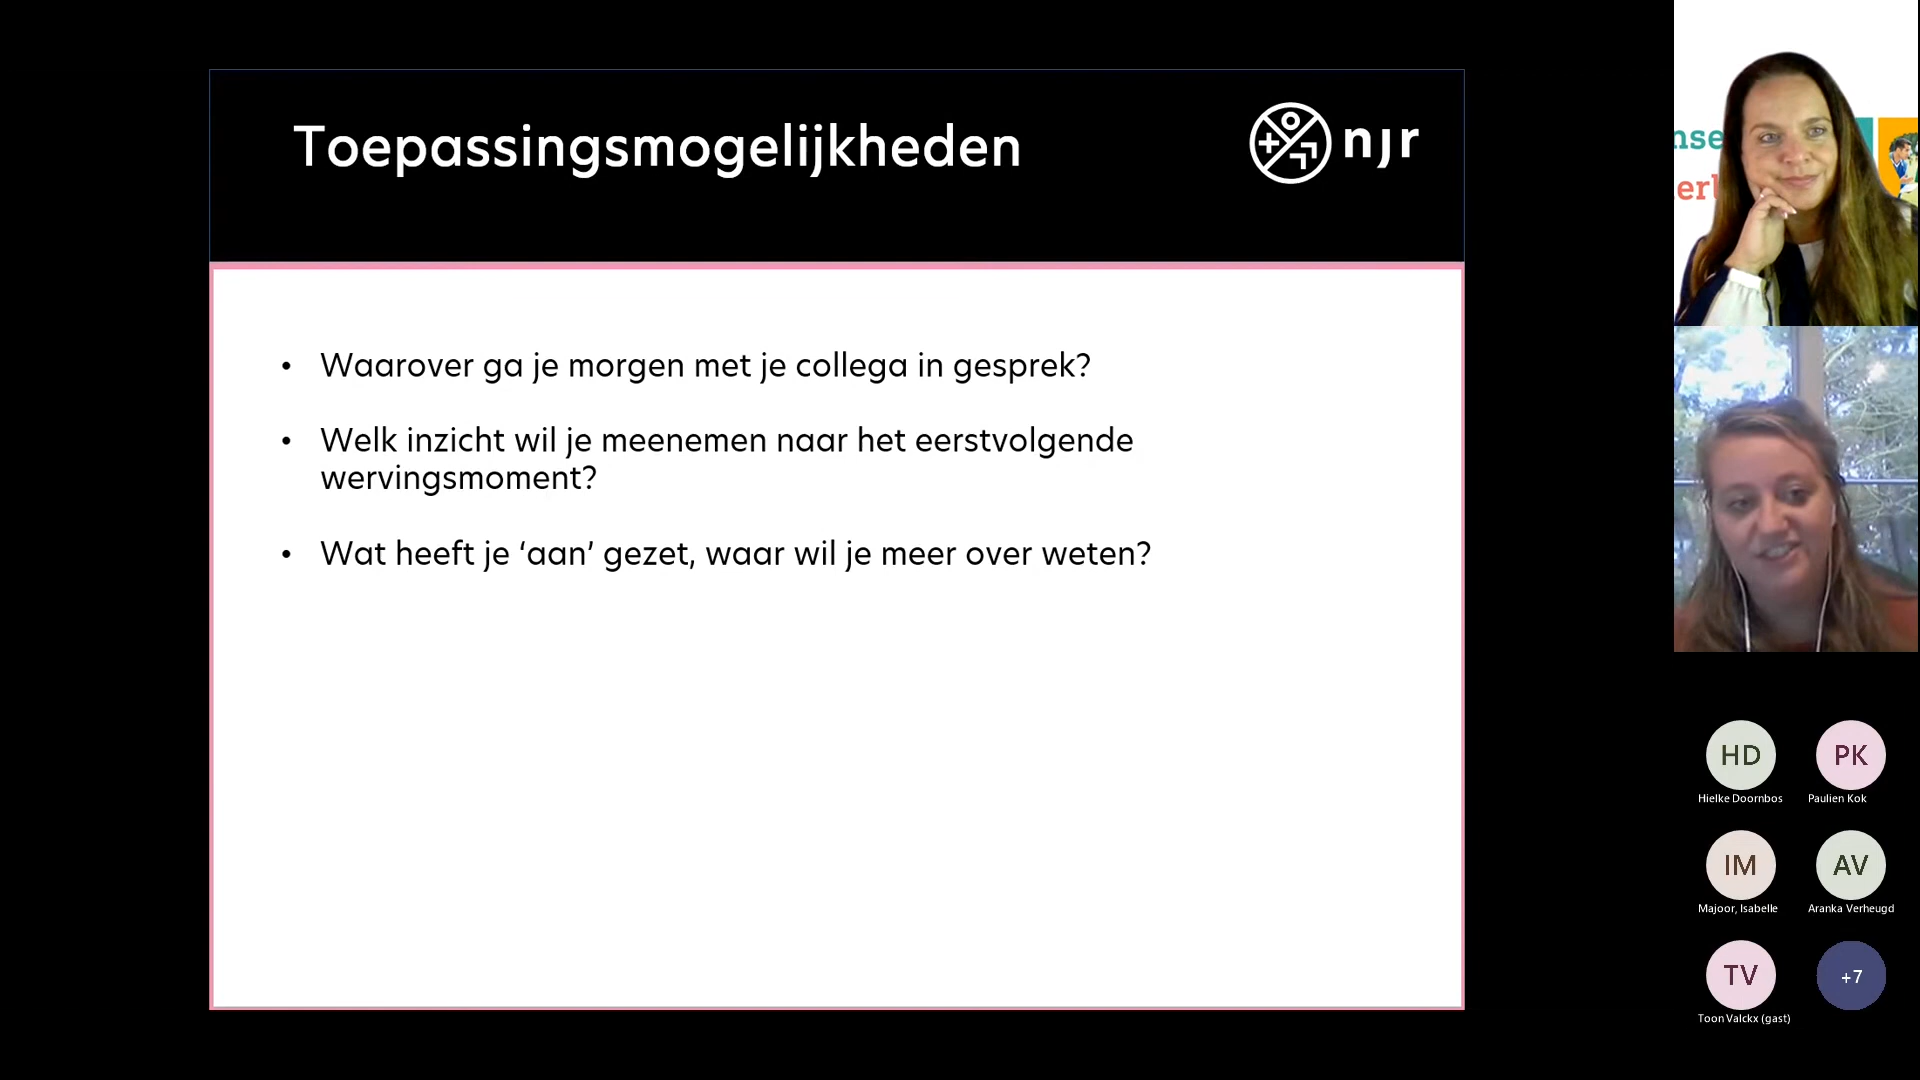 Toepassingsmogelijkheden
njr
• Waarover ga je morgen met je collega in gesprek?
• Welk inzicht wil je meenemen naar het eerstvolgende
wervingsmoment?
• Wat heeft je ‘aan’ gezet, waar wil je meer over weten?
nse
erl
HD
PK
Hielke Doornbos
Paulien Kok
IM
AV
Majoor, Isabelle
Aranka Verheugd
TV
+7
Toon Valckx (gast)